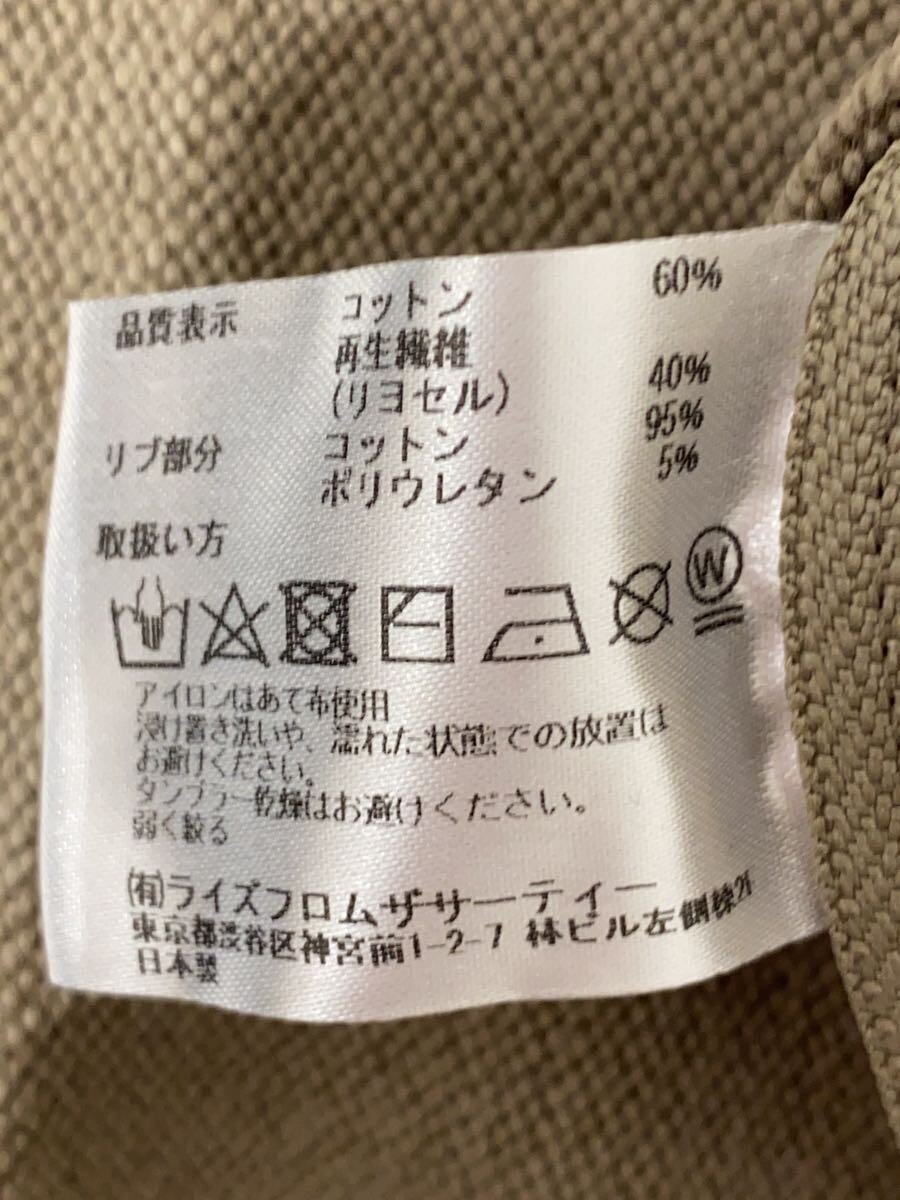 品質表示 コットン 60%
再生繊維
(リヨセル) 40%
リブ部分 コットン 95%
ポリウレタン 5%
取扱い方
W
アイロンはあて布使用
浸け置き洗いや、濡れた状態での放置は
お避けください。
タンブラー乾燥はお避けください。
弱く絞る
(有)ライズフロムザサーティー
東京都渋谷区神宮前1-2-7 林ビル左側棟2f
日本製